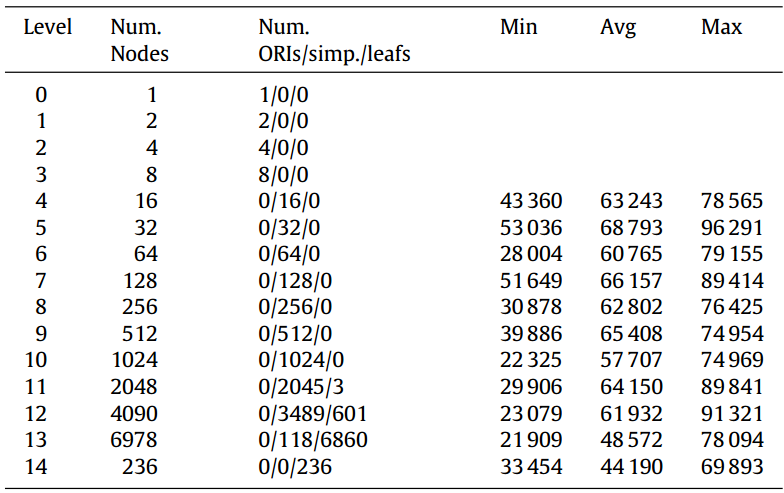 Level Num. Num. Min Avg Max
Nodes ORIs/simp./leafs
0 1 1/0/0
1 2 2/0/0
2 4 4/0/0
3 8 8/0/0
4 16 0/16/0 43 360 63 243 78 565
5 32 0/32/0 53 036 68 793 96 291
6 64 0/64/0 28 004 60 765 79 155
7 128 0/128/0 51 649 66 157 89 414
8 256 0/256/0 30 878 62 802 76 425
9 512 0/512/0 39 886 65 408 74 954
10 1024 0/1024/0 22 325 57 707 74 969
11 2048 0/2045/3 29 906 64 150 89 841
12 4090 0/3489/601 23 079 61 932 91 321
13 6978 0/118/6860 21 909 48 572 78 094
14 236 0/0/236 33 454 44 190 69 893